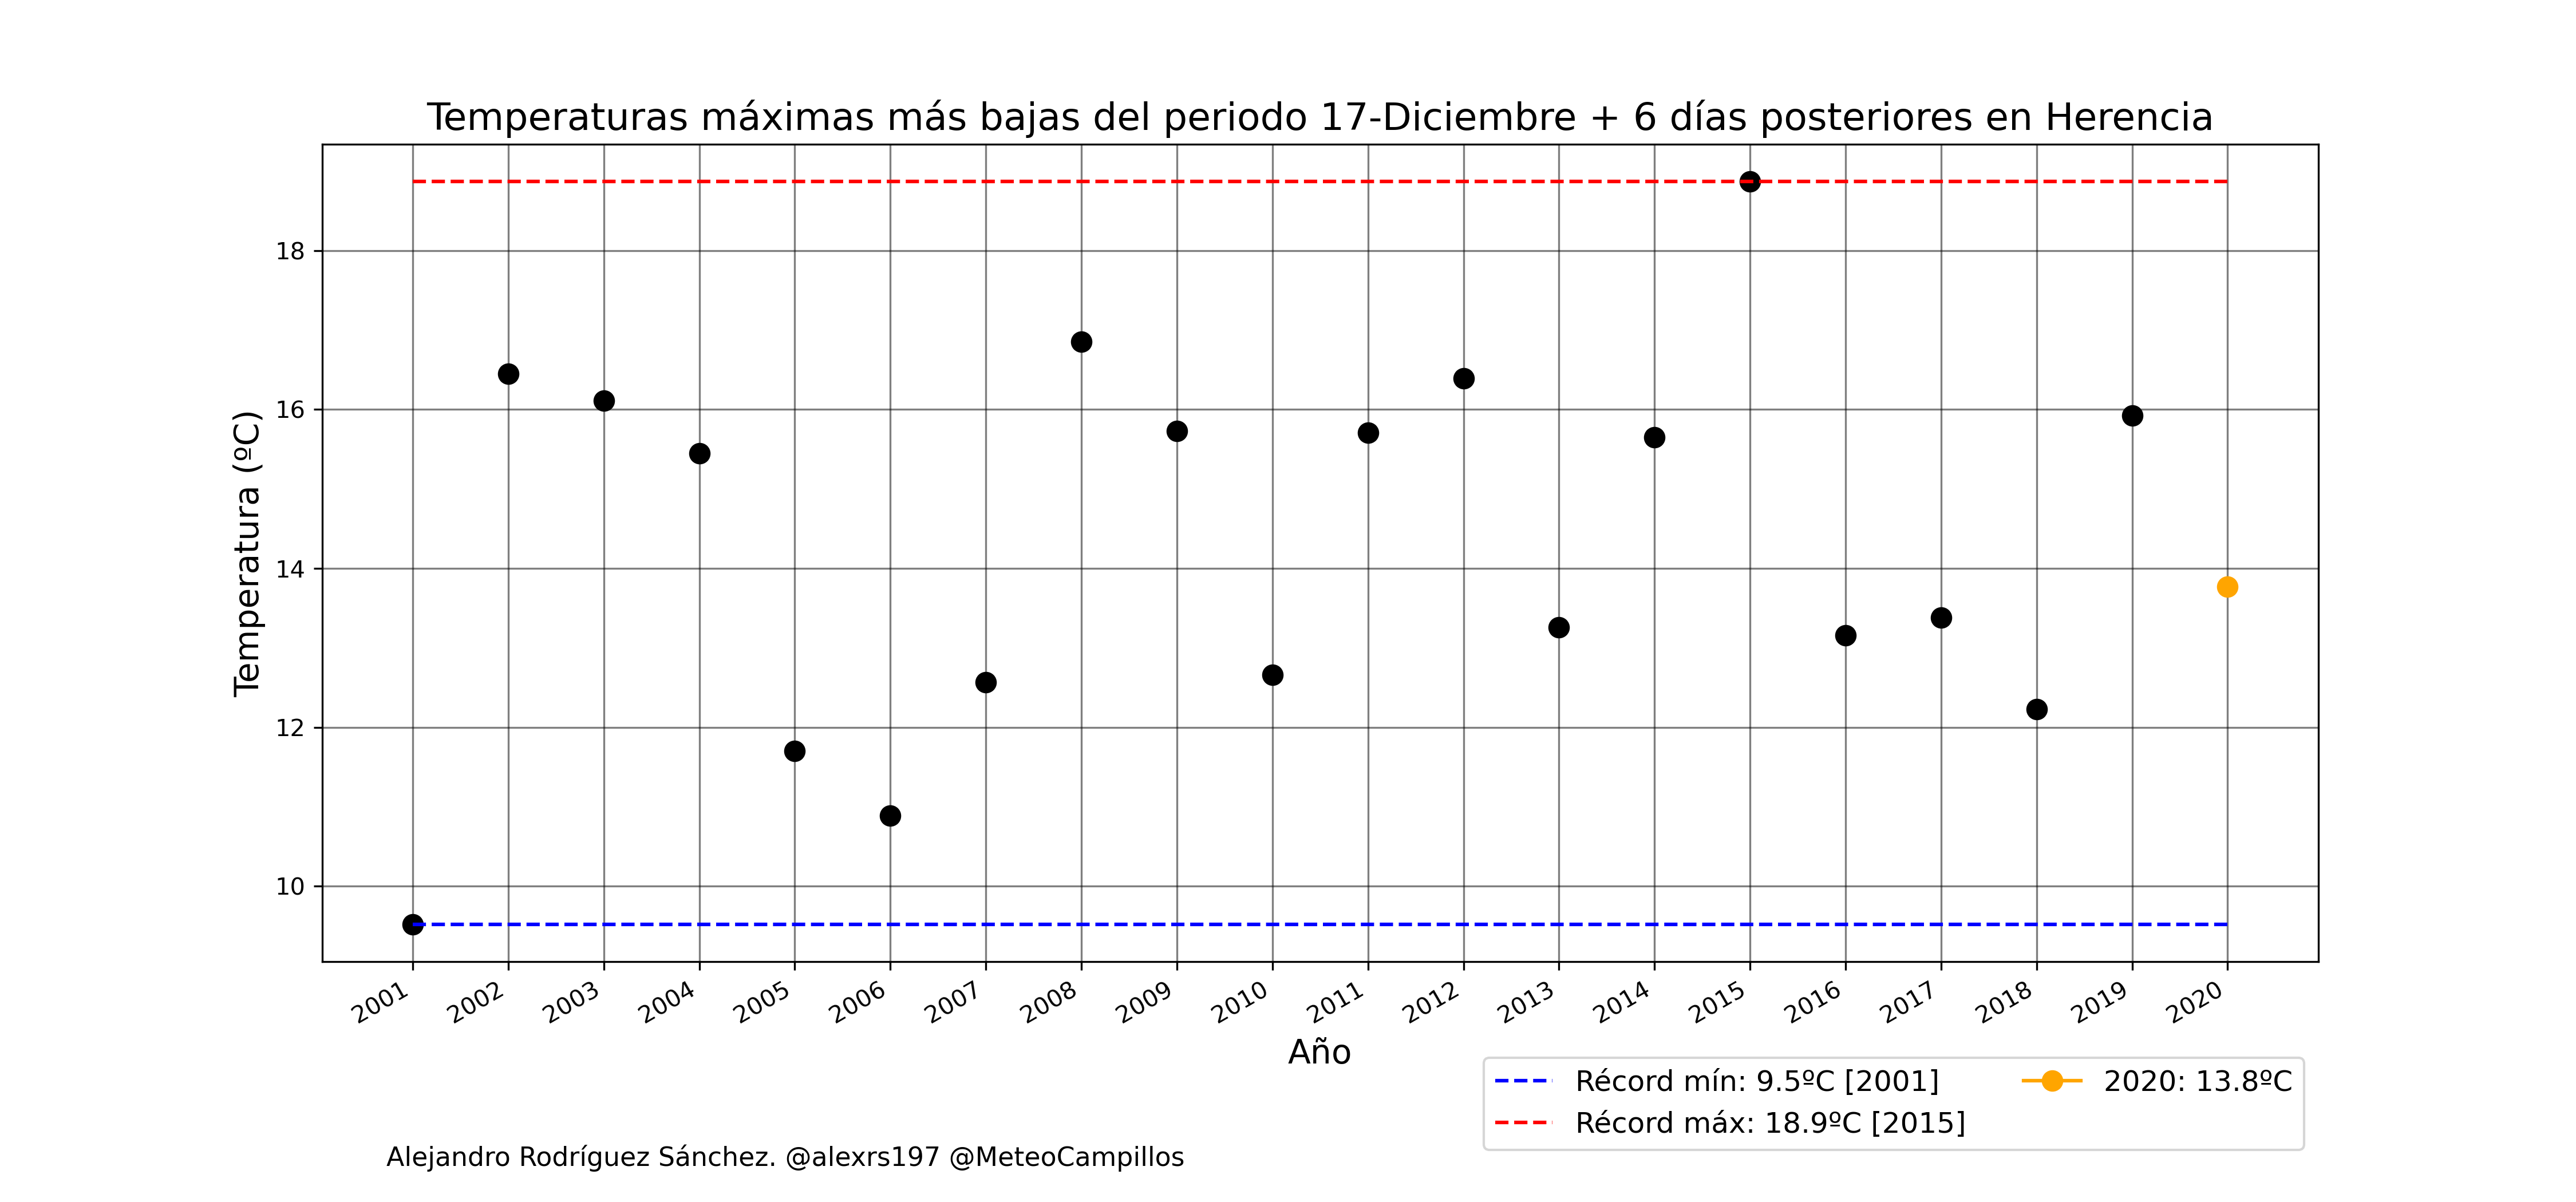 Temperaturas máximas más bajas del periodo 17-Diciembre + 6 días posteriores en Herencia
Temperatura (ºC)
18
16
14
12
10
2001 2002 2003 2004 2005 2006 2007 2008 2009 2010 2011 2012 2013 2014 2015 2016 2017 2018 2019 2020
Año
Récord mín: 9.5ºC [2001]
Récord máx: 18.9ºC [2015]
2020: 13.8ºC
Alejandro Rodríguez Sánchez. @alexrs197 @MeteoCampillos